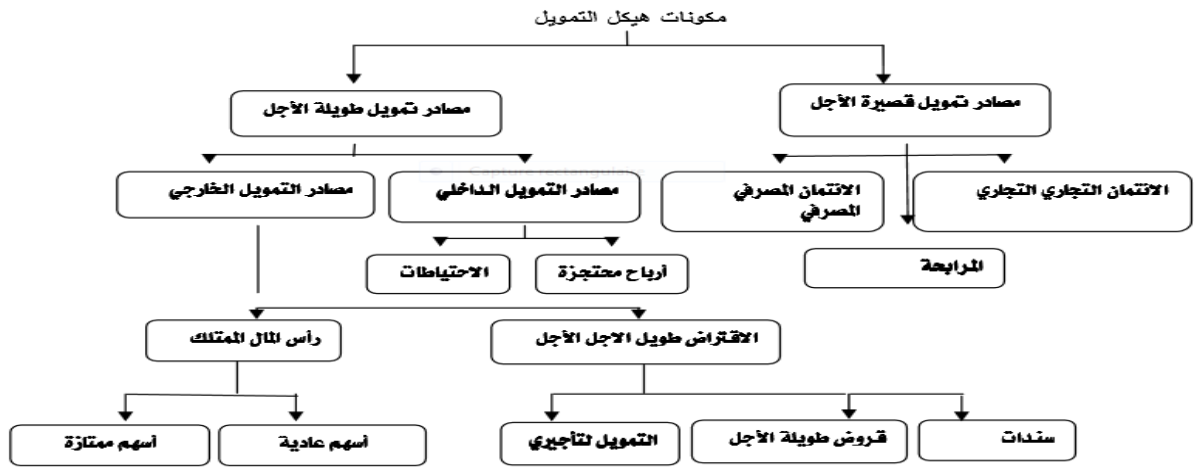 مكونات هيكل التمويل
مصادر تمويل قصيرة الأجل
مصادر تمويل طويلة الأجل
الائتمان التجاري التجاري
الائتمان المصرفي
المصرفي
المرابحة
مصادر التمويل الداخلي
مصادر التمويل الخارجي
أرباح محتجزة
الاحتياطات
الاقتراض طويل الاجل الأجل
رأس المال الممتلك
سندات
قروض طويلة الأجل
التمويل لتأجيري
أسهم عادية
أسهم ممتازة